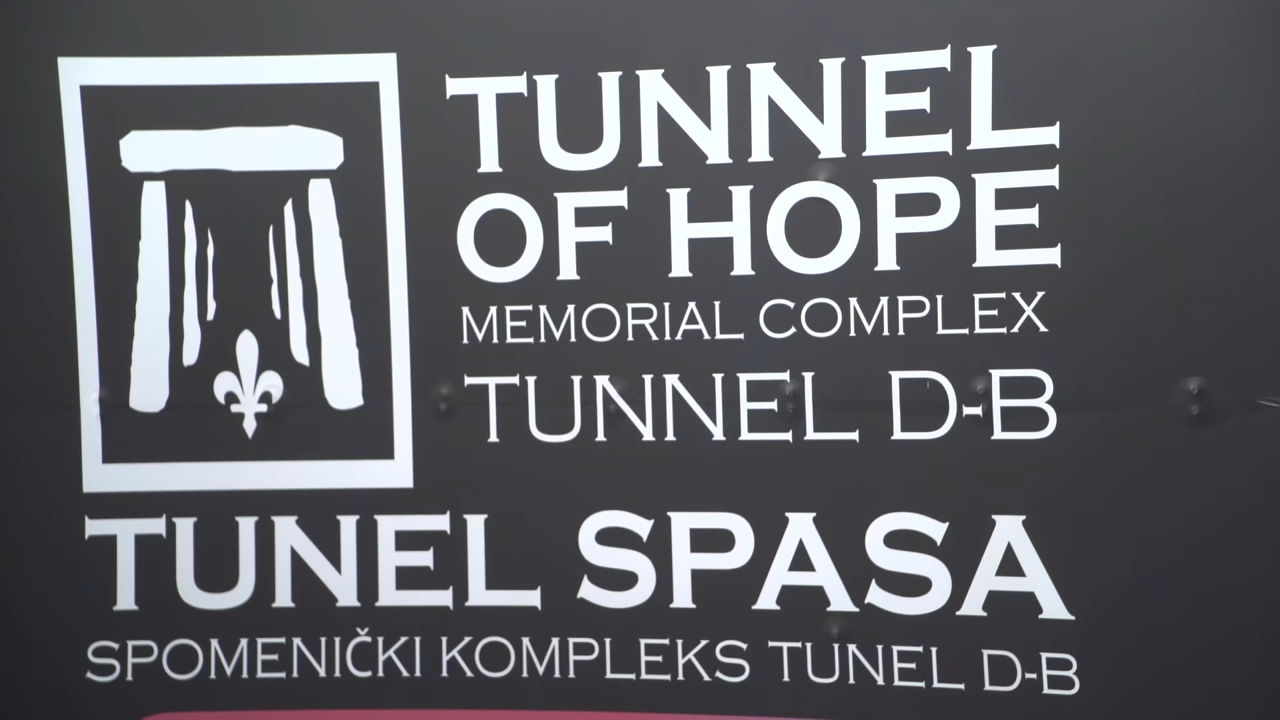 TUNNEL
OF HOPE
MEMORIAL COMPLEX
TUNNEL D-B
TUNEL SPASA
SPOMENIČKI KOMPLEKS TUNEL D-B